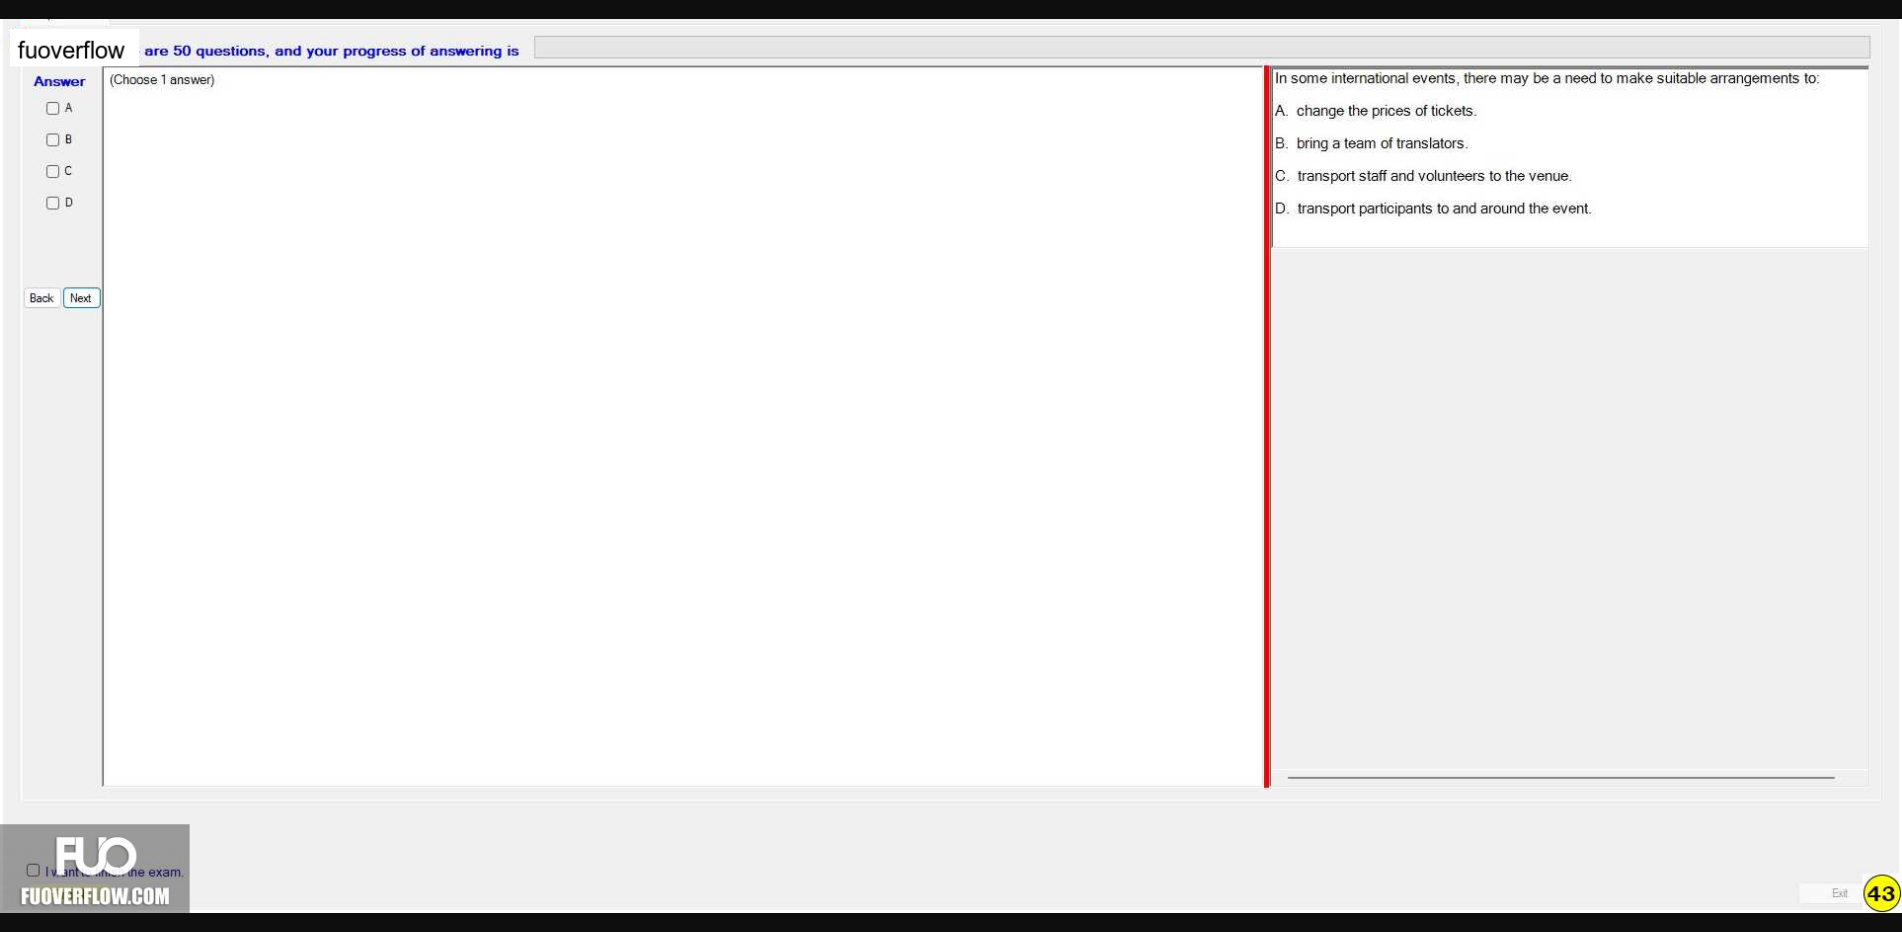 fuoverflow are 50 questions, and your progress of answering is
Answer
(Choose 1 answer)
A
B
C
D
Back Next
In some international events, there may be a need to make suitable arrangements to:
A. change the prices of tickets.
B. bring a team of translators.
C. transport staff and volunteers to the venue.
D. transport participants to and around the event.
FUO
I want to finish the exam.
FUOVERFLOW.COM
Exit
43